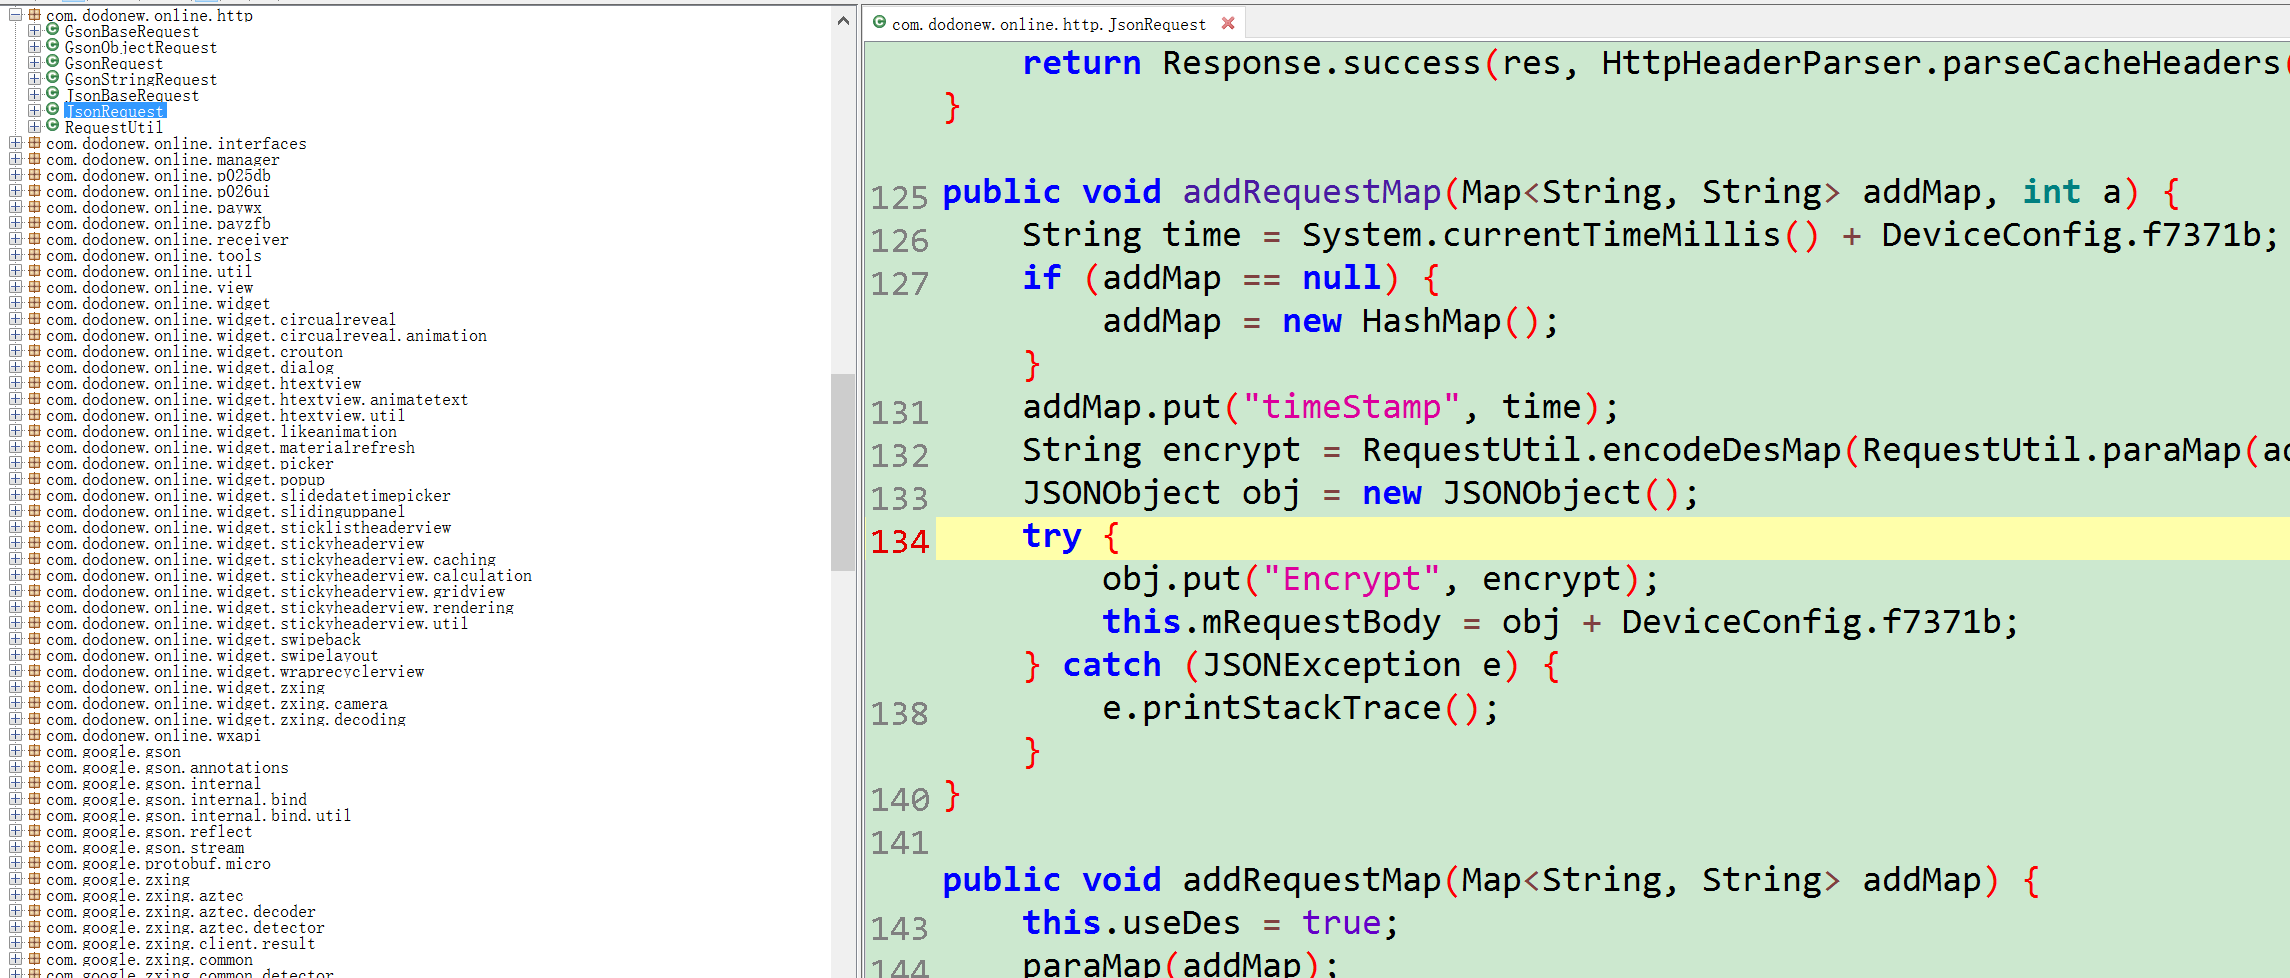 com.dodonew.online.http
GsonBaseRequest
GsonObjectRequest
GsonRequest
GsonStringRequest
JsonBaseRequest
JsonRequest
RequestUtil
com.dodonew.online.interfaces
com.dodonew.online.manager
com.dodonew.online.p025db
com.dodonew.online.p026ui
com.dodonew.online.paywx
com.dodonew.online.payzfb
com.dodonew.online.receiver
com.dodonew.online.tools
com.dodonew.online.util
com.dodonew.online.view
com.dodonew.online.widget
com.dodonew.online.widget.circualreveal
com.dodonew.online.widget.circualreveal.animation
com.dodonew.online.widget.crouton
com.dodonew.online.widget.dialog
com.dodonew.online.widget.htextview
com.dodonew.online.widget.htextview.animatetext
com.dodonew.online.widget.htextview.util
com.dodonew.online.widget.likeanimation
com.dodonew.online.widget.materialrefresh
com.dodonew.online.widget.picker
com.dodonew.online.widget.popup
com.dodonew.online.widget.slidedatetimepicker
com.dodonew.online.widget.slidinguppanel
com.dodonew.online.widget.sticklistheaderview
com.dodonew.online.widget.stickyheaderview
com.dodonew.online.widget.stickyheaderview.caching
com.dodonew.online.widget.stickyheaderview.calculation
com.dodonew.online.widget.stickyheaderview.gridview
com.dodonew.online.widget.stickyheaderview.rendering
com.dodonew.online.widget.stickyheaderview.util
com.dodonew.online.widget.swipeback
com.dodonew.online.widget.swipelayout
com.dodonew.online.widget.wraprecyclerview
com.dodonew.online.widget.zxing
com.dodonew.online.widget.zxing.camera
com.dodonew.online.widget.zxing.decoding
com.dodonew.online.wxapi
com.google.gson
com.google.gson.annotations
com.google.gson.internal
com.google.gson.internal.bind
com.google.gson.internal.bind.util
com.google.gson.reflect
com.google.gson.stream
com.google.protobuf.micro
com.google.zxing
com.google.zxing.aztec
com.google.zxing.aztec.decoder
com.google.zxing.aztec.detector
com.google.zxing.client.result
com.google.zxing.common
com.google.zxing.common.detector
com.dodonew.online.http.JsonRequest
return Response.success(res, HttpHeaderParser.parseCacheHeaders(
}
125 public void addRequestMap(Map<String, String> addMap, int a) {
126 String time = System.currentTimeMillis() + DeviceConfig.f7371b;
127 if (addMap == null) {
addMap = new HashMap();
}
131 addMap.put("timeStamp", time);
132 String encrypt = RequestUtil.encodeDesMap(RequestUtil.paraMap(ad
133 JSONObject obj = new JSONObject();
134 try {
obj.put("Encrypt", encrypt);
this.mRequestBody = obj + DeviceConfig.f7371b;
} catch (JSONException e) {
138 e.printStackTrace();
}
140 }
141
public void addRequestMap(Map<String, String> addMap) {
143 this.useDes = true;
144 paraMap(addMap);